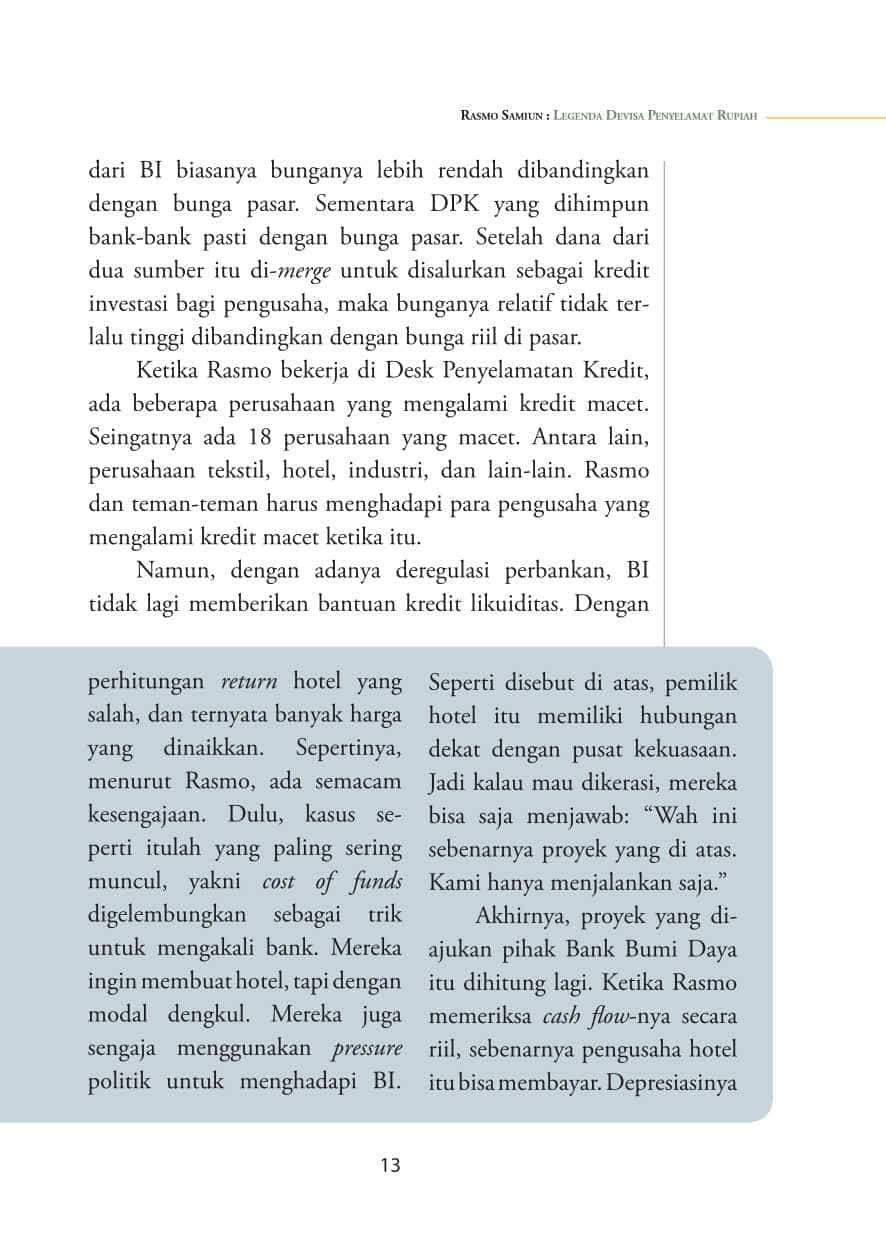 Rasmo Samiun : Legenda Devisa Penyelamat Rupiah
dari BI biasanya bunganya lebih rendah dibandingkan
dengan bunga pasar. Sementara DPK yang dihimpun
bank-bank pasti dengan bunga pasar. Setelah dana dari
dua sumber itu di-merge untuk disalurkan sebagai kredit
investasi bagi pengusaha, maka bunganya relatif tidak ter-
lalu tinggi dibandingkan dengan bunga riil di pasar.
Ketika Rasmo bekerja di Desk Penyelamatan Kredit,
ada beberapa perusahaan yang mengalami kredit macet.
Seingatnya ada 18 perusahaan yang macet. Antara lain,
perusahaan tekstil, hotel, industri, dan lain-lain. Rasmo
dan teman-teman harus menghadapi para pengusaha yang
mengalami kredit macet ketika itu.
Namun, dengan adanya deregulasi perbankan, BI
tidak lagi memberikan bantuan kredit likuiditas. Dengan
perhitungan return hotel yang
salah, dan ternyata banyak harga
yang dinaikkan. Sepertinya,
menurut Rasmo, ada semacam
kesengajaan. Dulu, kasus se-
perti itulah yang paling sering
muncul, yakni cost of funds
digelembungkan sebagai trik
untuk mengakali bank. Mereka
ingin membuat hotel, tapi dengan
modal dengkul. Mereka juga
sengaja menggunakan pressure
politik untuk menghadapi BI.
Seperti disebut di atas, pemilik
hotel itu memiliki hubungan
dekat dengan pusat kekuasaan.
Jadi kalau mau dikerasi, mereka
bisa saja menjawab: “Wah ini
sebenarnya proyek yang di atas.
Kami hanya menjalankan saja.”
Akhirnya, proyek yang di-
ajukan pihak Bank Bumi Daya
itu dihitung lagi. Ketika Rasmo
memeriksa cash flow-nya secara
riil, sebenarnya pengusaha hotel
itu bisa membayar. Depresiasinya
13